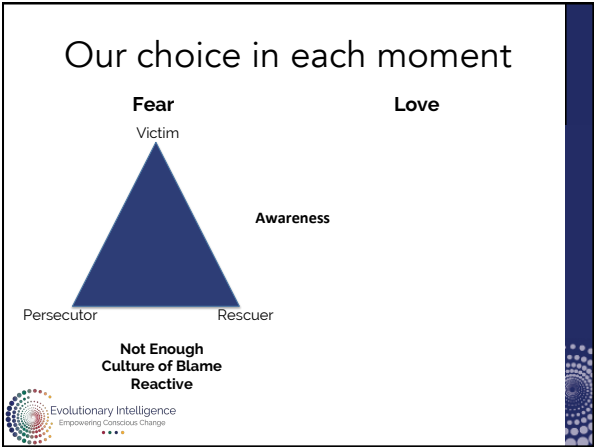 Our choice in each moment
Fear
Love
Victim
Awareness
Persecutor
Rescuer
Not Enough
Culture of Blame
Reactive
Evolutionary Intelligence
Empowering Conscious Change